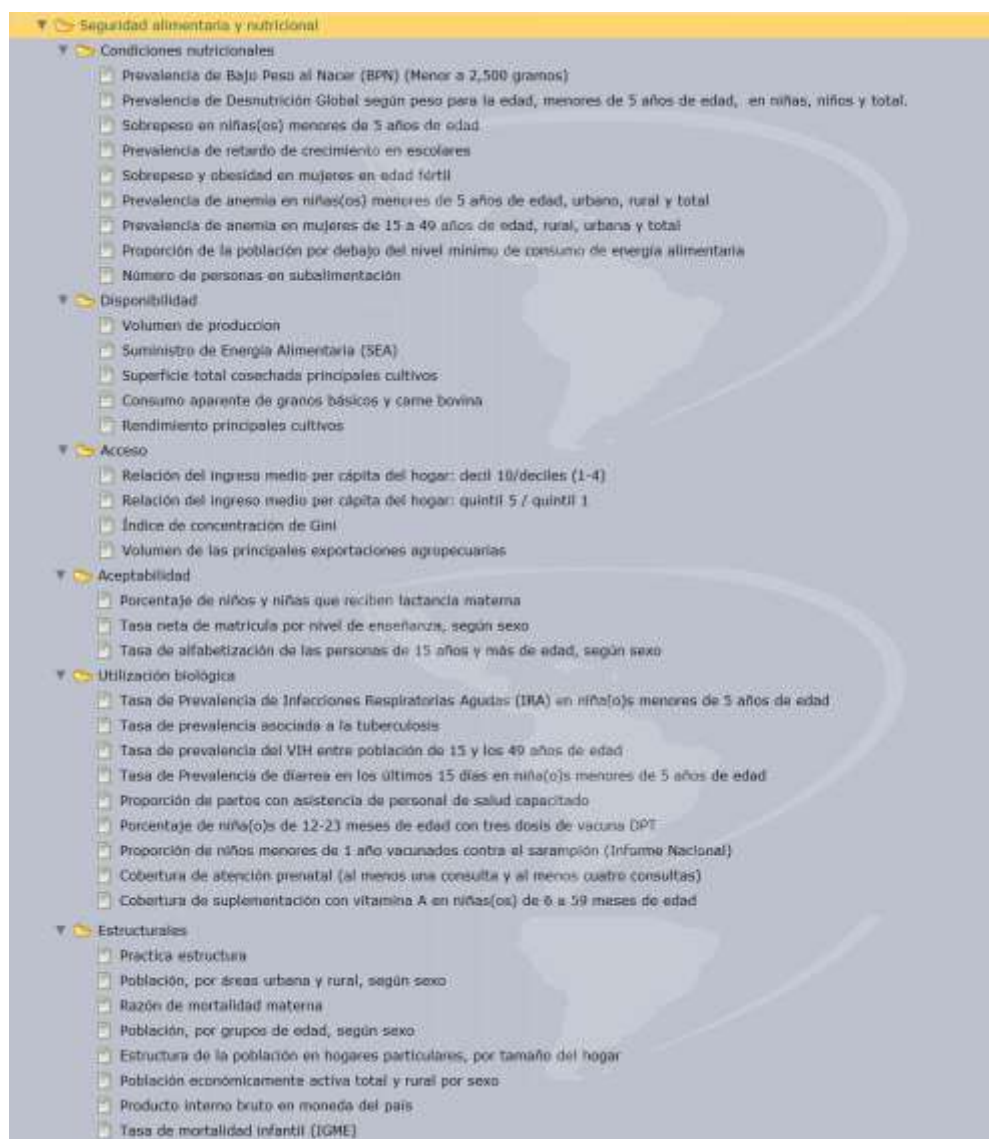 Seguridad alimentaria y nutricional
Condiciones nutricionales
Prevalencia de Bajo Peso al Nacer (BPN) (Menor a 2,500 gramos)
Prevalencia de Desnutrición Global según peso para la edad, menores de 5 años de edad, en niñas, niños y total.
Sobrepeso en niñas(os) menores de 5 años de edad
Prevalencia de retardo de crecimiento en escolares
Sobrepeso y obesidad en mujeres en edad fértil
Prevalencia de anemia en niñas(os) menores de 5 años de edad, urbano, rural y total
Prevalencia de anemia en mujeres de 15 a 49 años de edad, rural, urbana y total
Proporción de la población por debajo del nivel mínimo de consumo de energía alimentaria
Número de personas en subalimentación
Disponibilidad
Volumen de produccion
Suministro de Energía Alimentaria (SEA)
Superficie total cosechada principales cultivos
Consumo aparente de granos básicos y carne bovina
Rendimiento principales cultivos
Acceso
Relación del ingreso medio per cápita del hogar: decil 10/deciles (1-4)
Relación del ingreso medio per cápita del hogar: quintil 5 / quintil 1
Índice de concentración de Gini
Volumen de las principales exportaciones agropecuarias
Aceptabilidad
Porcentaje de niños y niñas que reciben lactancia materna
Tasa neta de matricula por nivel de enseñanza, según sexo
Tasa de alfabetización de las personas de 15 años y más de edad, según sexo
Utilización biológica
Tasa de Prevalencia de Infecciones Respiratorias Agudas (IRA) en niña(o)s menores de 5 años de edad
Tasa de prevalencia asociada a la tuberculosis
Tasa de prevalencia del VIH entre población de 15 y los 49 años de edad
Tasa de Prevalencia de diarrea en los últimos 15 días en niña(o)s menores de 5 años de edad
Proporción de partos con asistencia de personal de salud capacitado
Porcentaje de niña(o)s de 12-23 meses de edad con tres dosis de vacuna DPT
Proporción de niños menores de 1 año vacunados contra el sarampión (Informe Nacional)
Cobertura de atención prenatal (al menos una consulta y al menos cuatro consultas)
Cobertura de suplementación con vitamina A en niñas(os) de 6 a 59 meses de edad
Estructurales
Practica estructura
Población, por áreas urbana y rural, según sexo
Razón de mortalidad materna
Población, por grupos de edad, según sexo
Estructura de la población en hogares particulares, por tamaño del hogar
Población económicamente activa total y rural por sexo
Producto interno bruto en moneda del país
Tasa de mortalidad infantil (IGME)